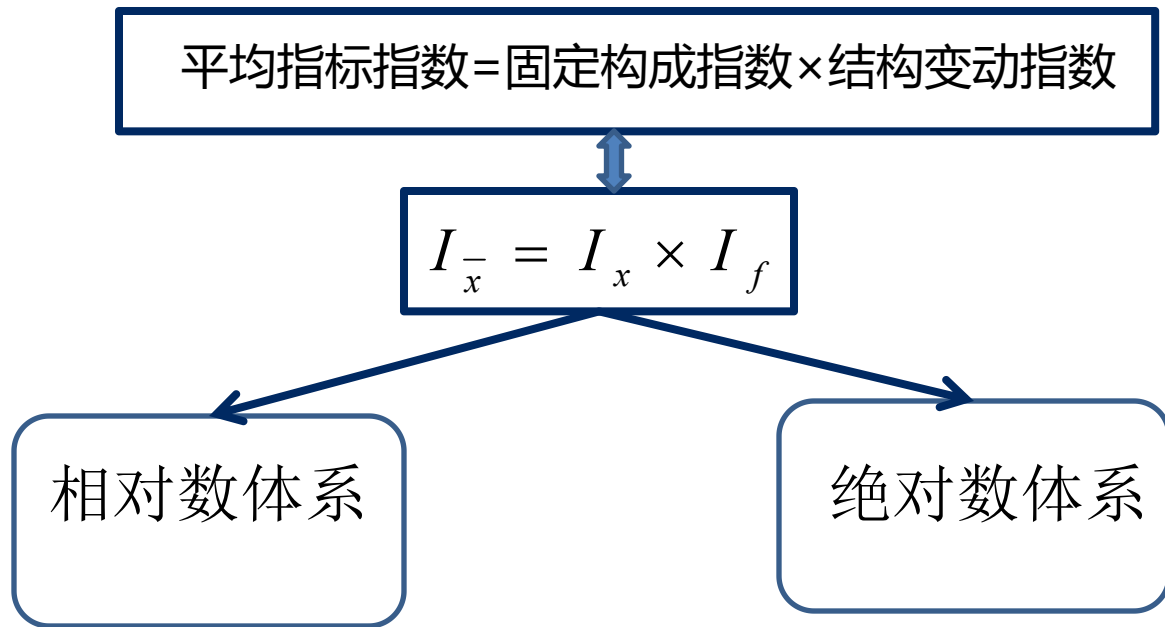 平均指标指数=固定构成指数×结构变动指数
I_x̄ = I_x × I_f
相对数体系
绝对数体系